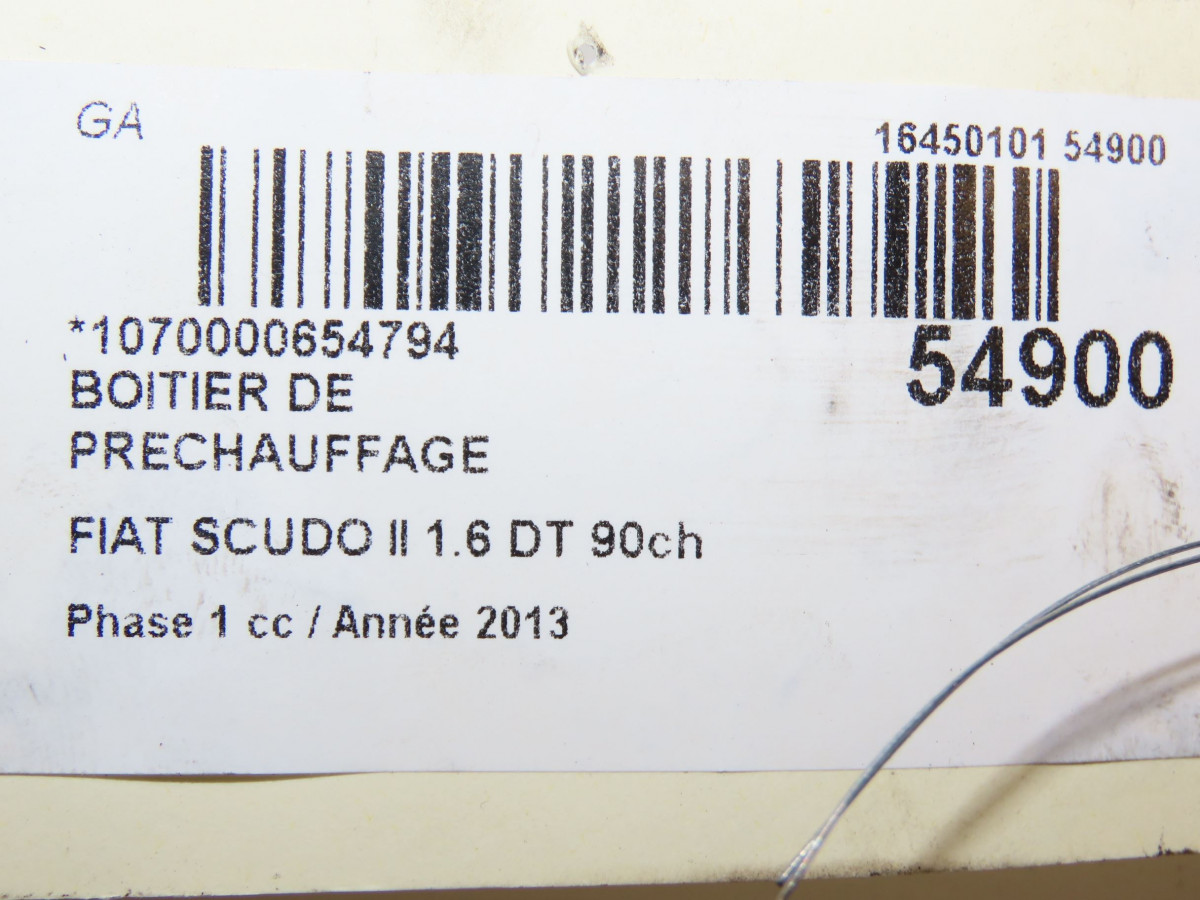 GA
16450101 54900
*1070000654794
54900
BOITIER DE
PRECHAUFFAGE
FIAT SCUDO II 1.6 DT 90ch
Phase 1 cc / Année 2013